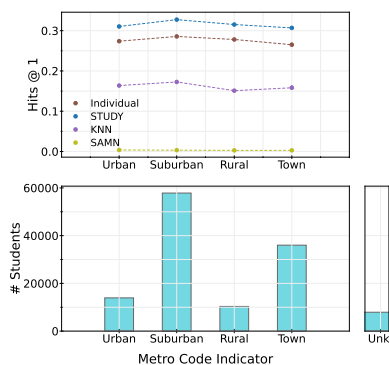 Hits @ 1
0.3
0.2
0.1
0.0
Individual
STUDY
KNN
SAMN
Urban Suburban Rural Town
# Students
60000
40000
20000
0
Urban Suburban Rural Town Unk
Metro Code Indicator